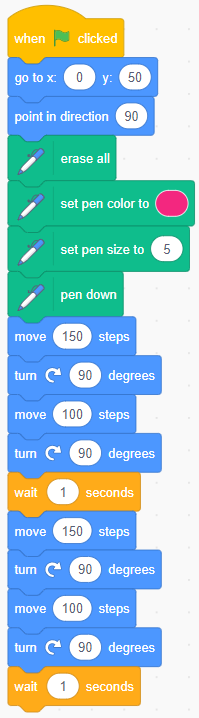 when clicked
go to x: 0 y: 50
point in direction 90
erase all
set pen color to
set pen size to 5
pen down
move 150 steps
turn 90 degrees
move 100 steps
turn 90 degrees
wait 1 seconds
move 150 steps
turn 90 degrees
move 100 steps
turn 90 degrees
wait 1 seconds